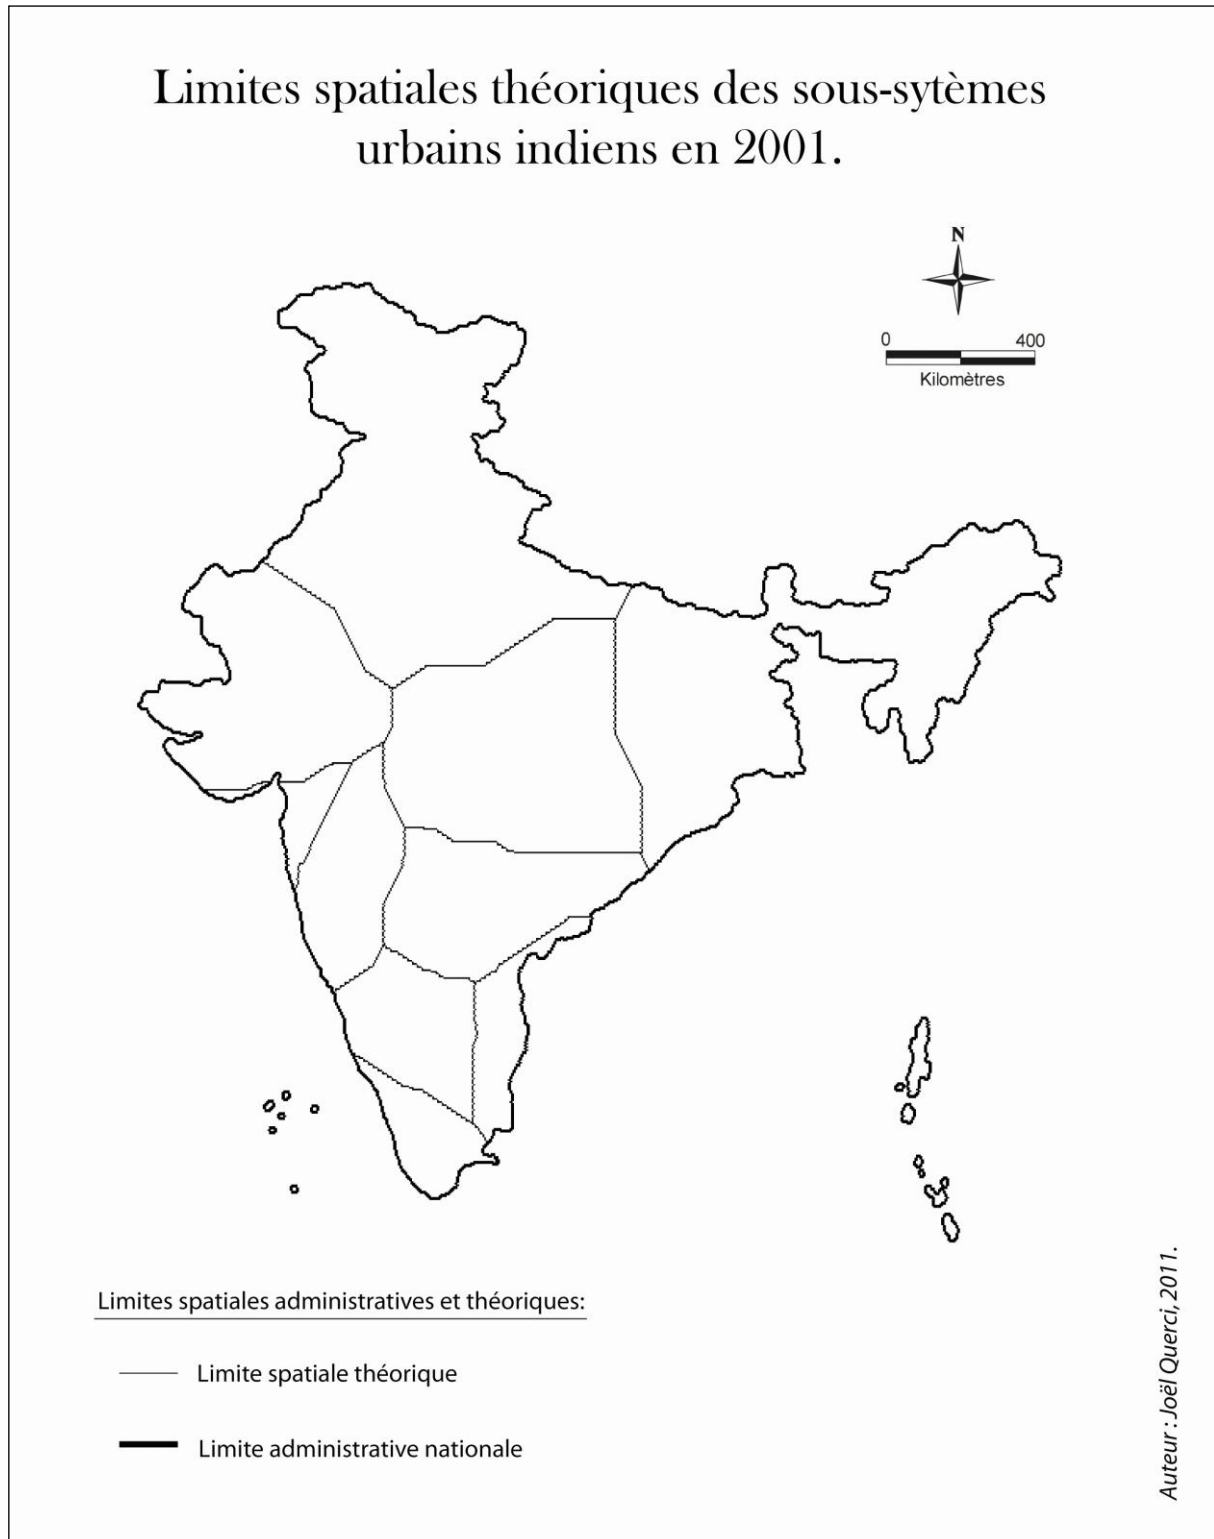 Limites spatiales théoriques des sous-sytèmes
urbains indiens en 2001.
N
0 400
Kilomètres
Limites spatiales administratives et théoriques:
Limite spatiale théorique
Limite administrative nationale
Auteur : Joël Querci, 2011.